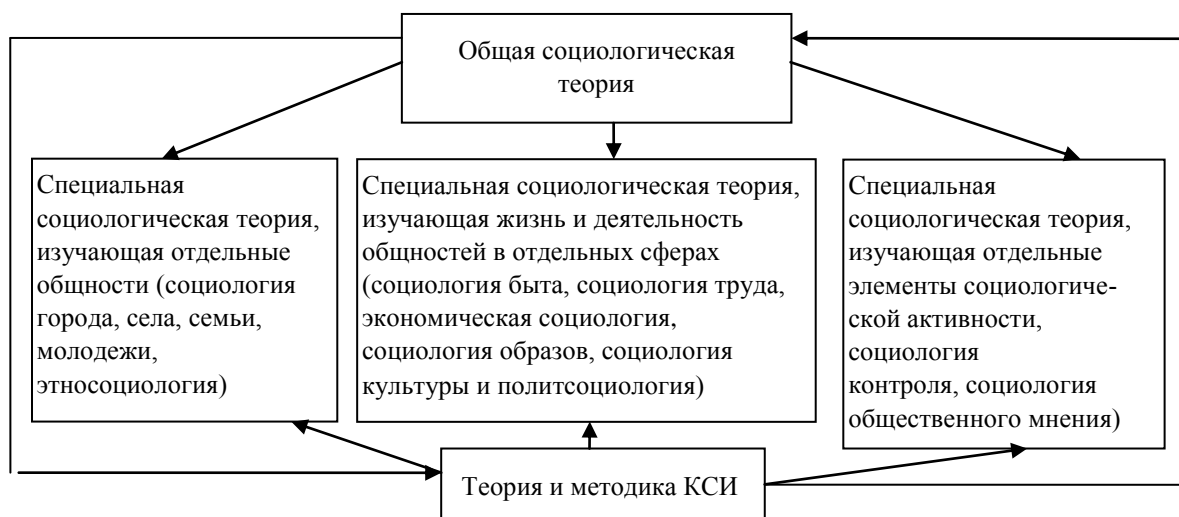 Общая социологическая
теория
Специальная
социологическая теория,
изучающая отдельные
общности (социология
города, села, семьи,
молодежи,
этносоциология)
Специальная социологическая теория,
изучающая жизнь и деятельность
общностей в отдельных сферах
(социология быта, социология труда,
экономическая социология,
социология образов, социология
культуры и политсоциология)
Специальная
социологическая теория,
изучающая отдельные
элементы социологиче-
ской активности,
социология
контроля, социология
общественного мнения)
Теория и методика КСИ